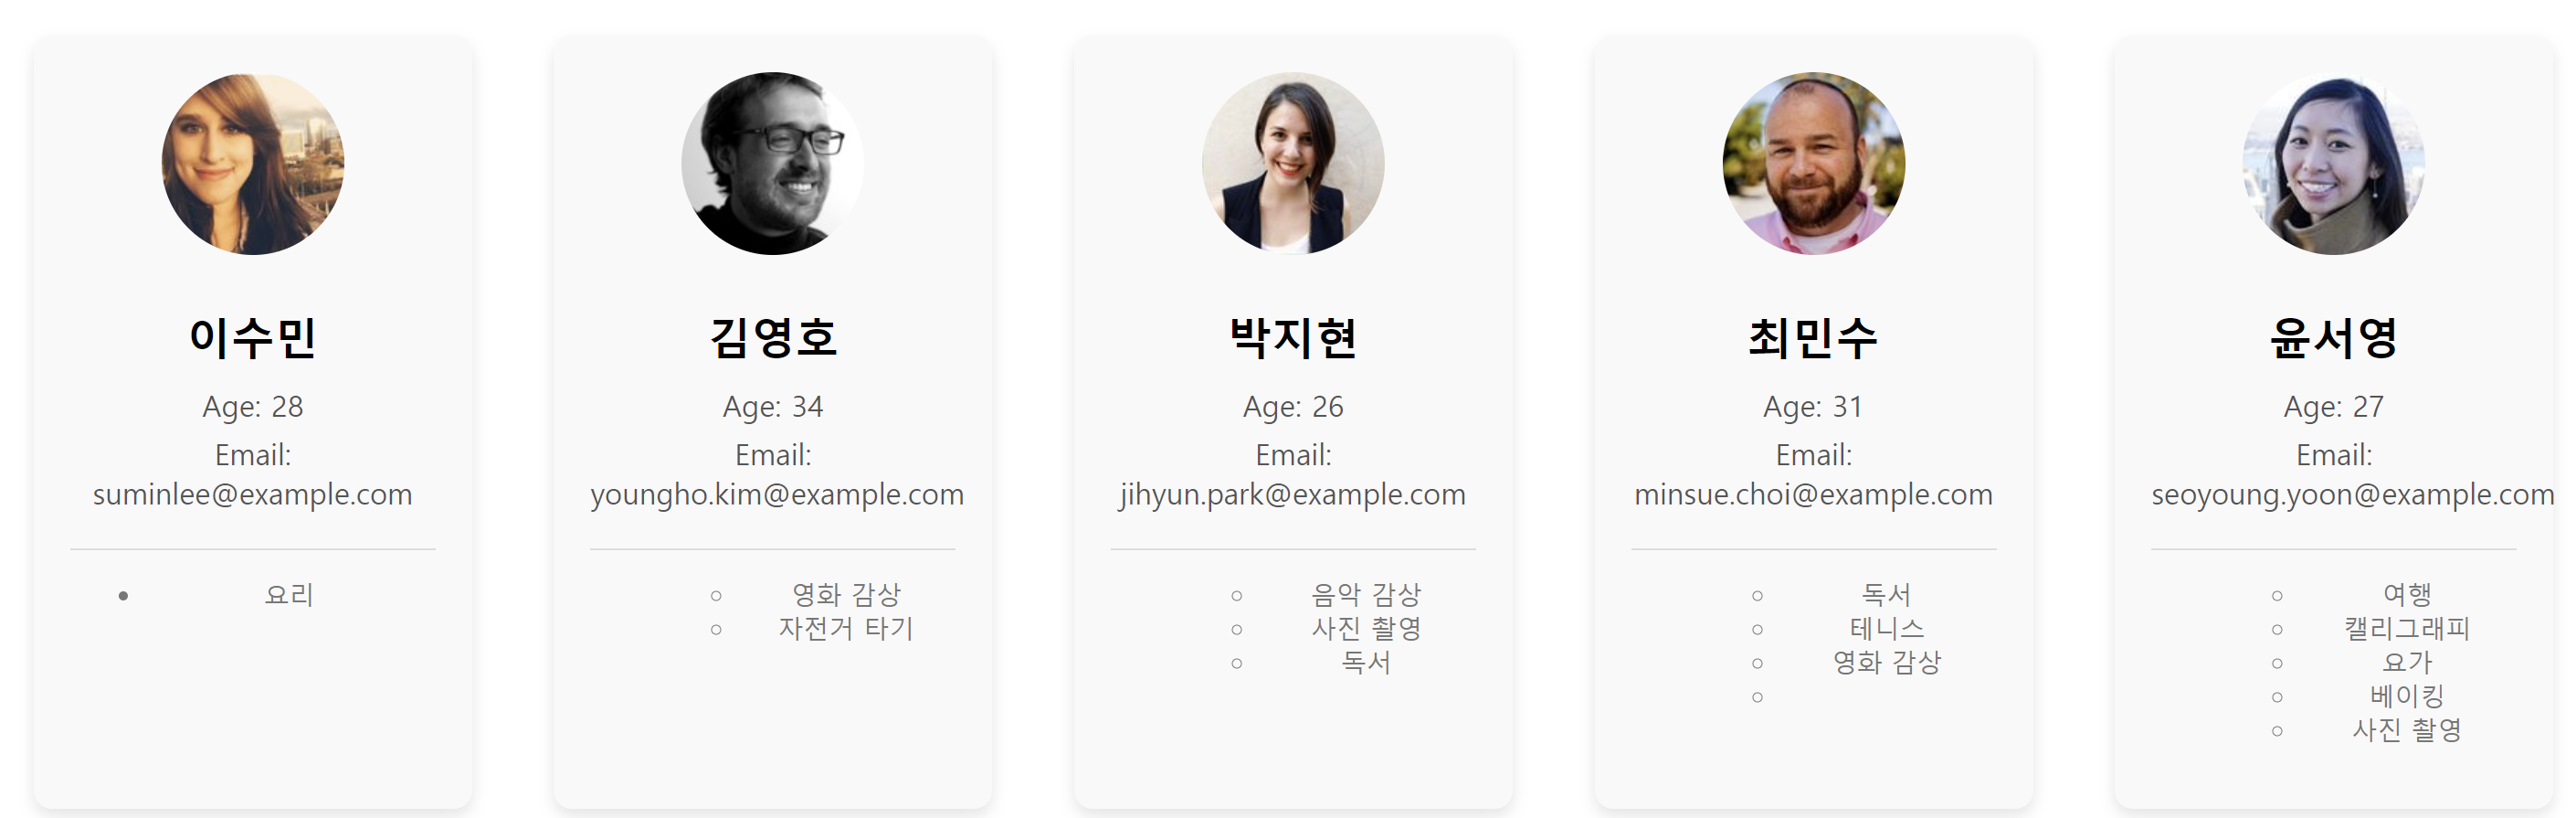 이수민
Age: 28
Email:
suminlee@example.com
요리
김영호
Age: 34
Email:
youngho.kim@example.com
영화 감상
자전거 타기
박지현
Age: 26
Email:
jihyun.park@example.com
음악 감상
사진 촬영
독서
최민수
Age: 31
Email:
minsue.choi@example.com
독서
테니스
영화 감상
윤서영
Age: 27
Email:
seoyoung.yoon@example.com
여행
캘리그래피
요가
베이킹
사진 촬영